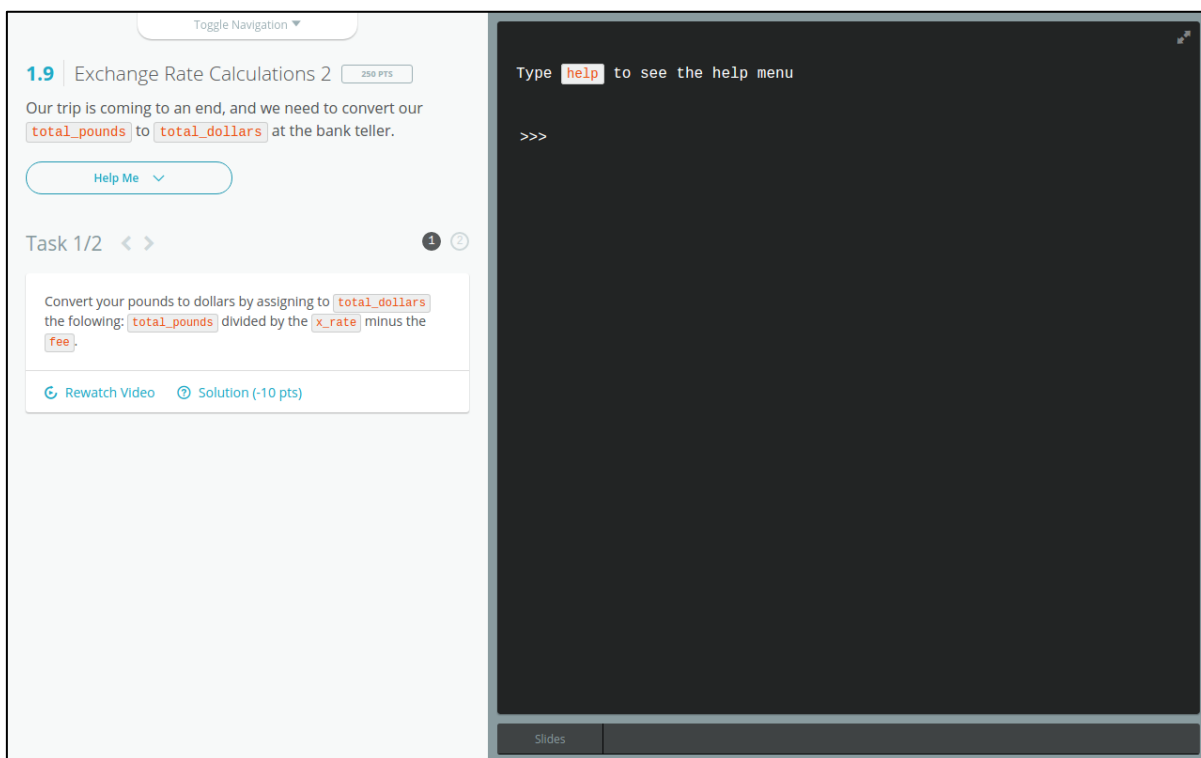 Toggle Navigation ▼
1.9 Exchange Rate Calculations 2 250 PTS
Our trip is coming to an end, and we need to convert our
total_pounds to total_dollars at the bank teller.
Help Me
Task 1/2 < > 1 2
Convert your pounds to dollars by assigning to total_dollars
the folowing: total_pounds divided by the x_rate minus the
fee.
Rewatch Video ? Solution (-10 pts)
Type help to see the help menu
>>>
Slides